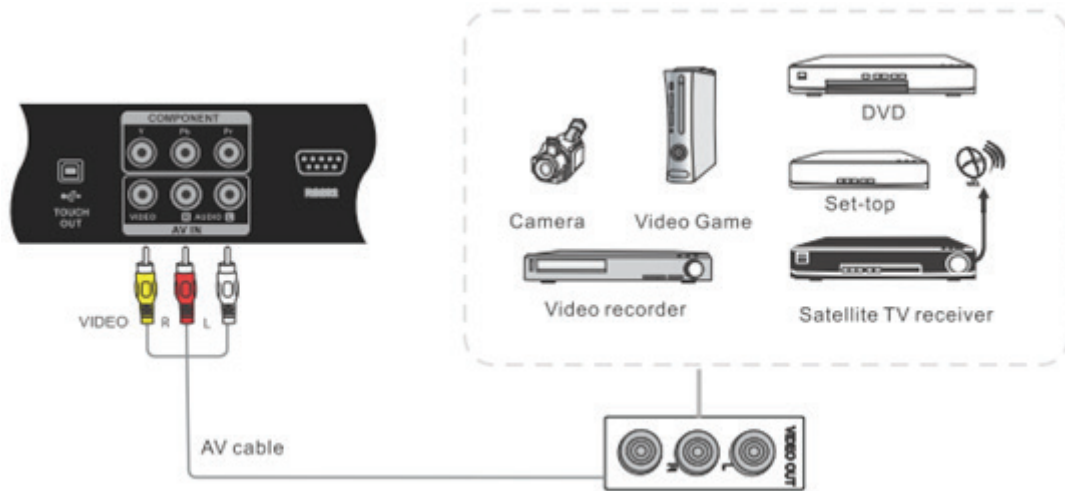 COMPONENT
Y Pb Pr
TOUCH
OUT
VIDEO R AUDIO L
AV IN
VIDEO R L
AV cable
Camera
Video Game
DVD
Set-top
Video recorder
Satellite TV receiver
R L VIDEO OUT